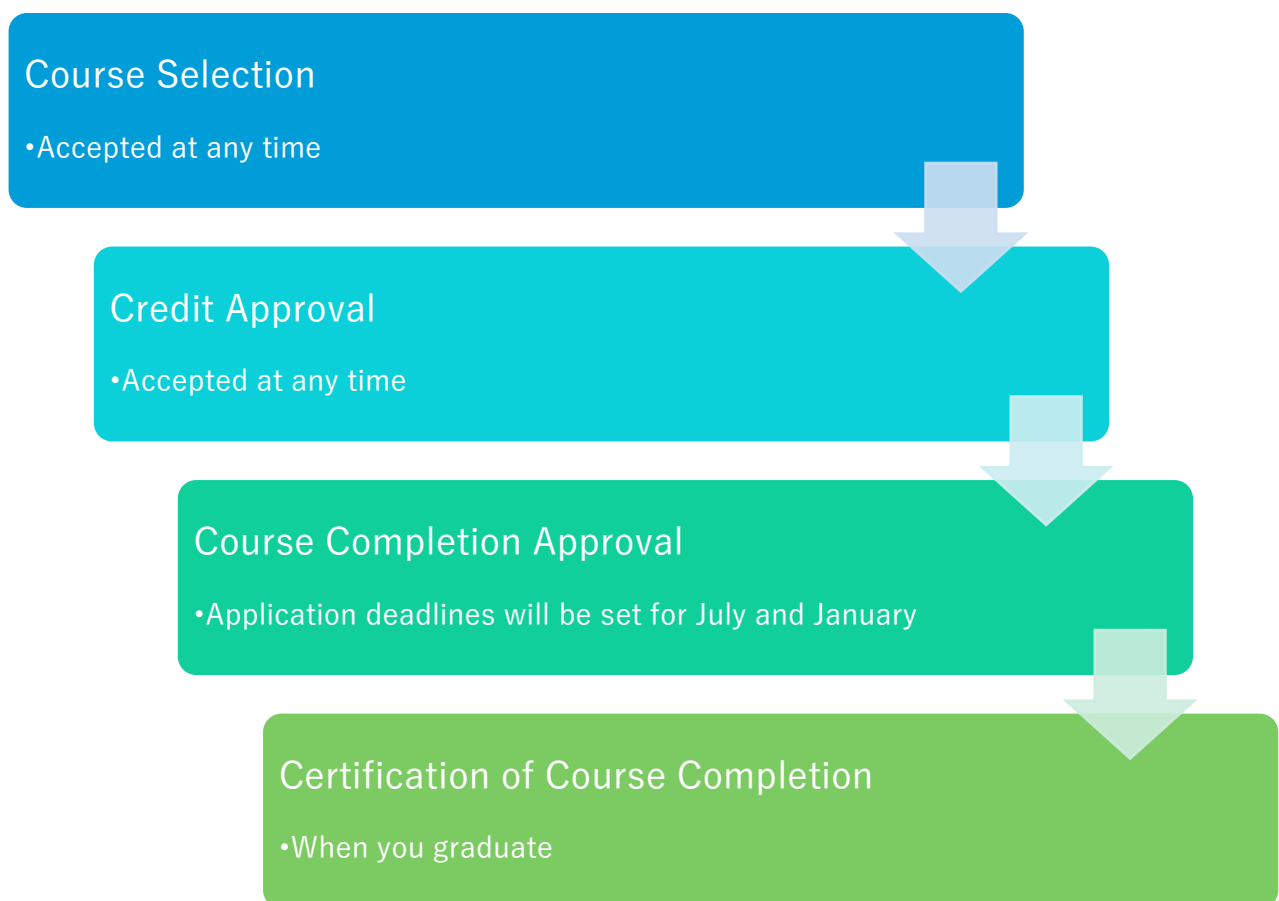 Course Selection
•Accepted at any time
Credit Approval
•Accepted at any time
Course Completion Approval
•Application deadlines will be set for July and January
Certification of Course Completion
•When you graduate